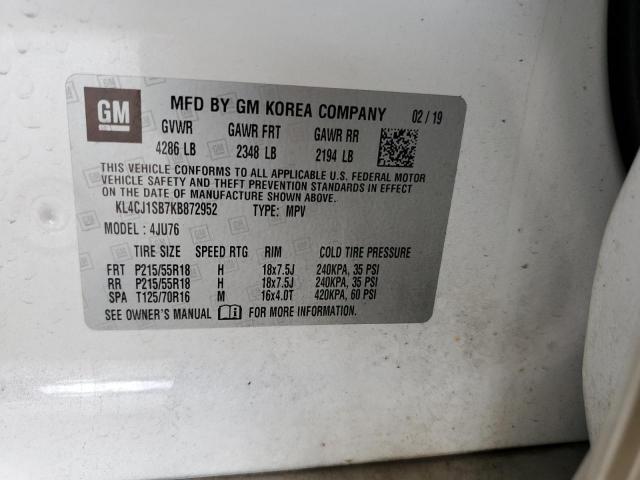 GM MFD BY GM KOREA COMPANY 02 / 19
GVWR GAWR FRT GAWR RR
4286 LB 2348 LB 2194 LB
THIS VEHICLE CONFORMS TO ALL APPLICABLE U.S. FEDERAL MOTOR
VEHICLE SAFETY AND THEFT PREVENTION STANDARDS IN EFFECT
ON THE DATE OF MANUFACTURE SHOWN ABOVE.
KL4CJ1SB7KB872952 TYPE: MPV
MODEL : 4JU76
TIRE SIZE SPEED RTG RIM COLD TIRE PRESSURE
FRT P215/55R18 H 18x7.5J 240KPA, 35 PSI
RR P215/55R18 H 18x7.5J 240KPA, 35 PSI
SPA T125/70R16 M 16x4.0T 420KPA, 60 PSI
SEE OWNER'S MANUAL FOR MORE INFORMATION.